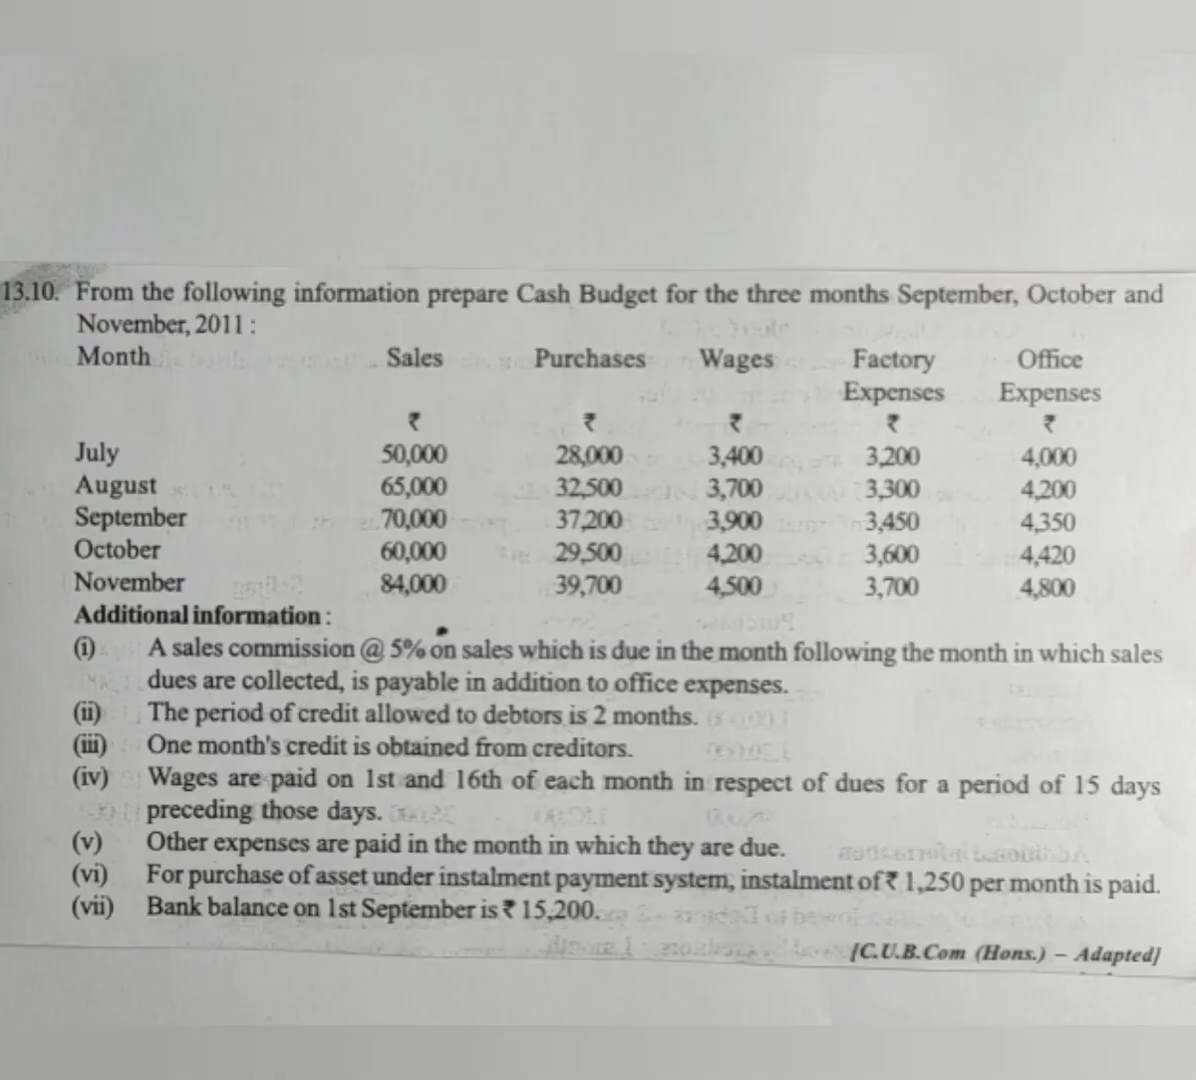 13.10. From the following information prepare Cash Budget for the three months September, October and
November, 2011 :
Month Sales Purchases Wages Factory Office
Expenses Expenses
₹ ₹ ₹ ₹ ₹
July 50,000 28,000 3,400 3,200 4,000
August 65,000 32,500 3,700 3,300 4,200
September 70,000 37,200 3,900 3,450 4,350
October 60,000 29,500 4,200 3,600 4,420
November 84,000 39,700 4,500 3,700 4,800
Additional information :
(i) A sales commission @ 5% on sales which is due in the month following the month in which sales
dues are collected, is payable in addition to office expenses.
(ii) The period of credit allowed to debtors is 2 months.
(iii) One month's credit is obtained from creditors.
(iv) Wages are paid on 1st and 16th of each month in respect of dues for a period of 15 days
preceding those days.
(v) Other expenses are paid in the month in which they are due.
(vi) For purchase of asset under instalment payment system, instalment of ₹ 1,250 per month is paid.
(vii) Bank balance on 1st September is ₹ 15,200.
[C.U.B.Com (Hons.) – Adapted]